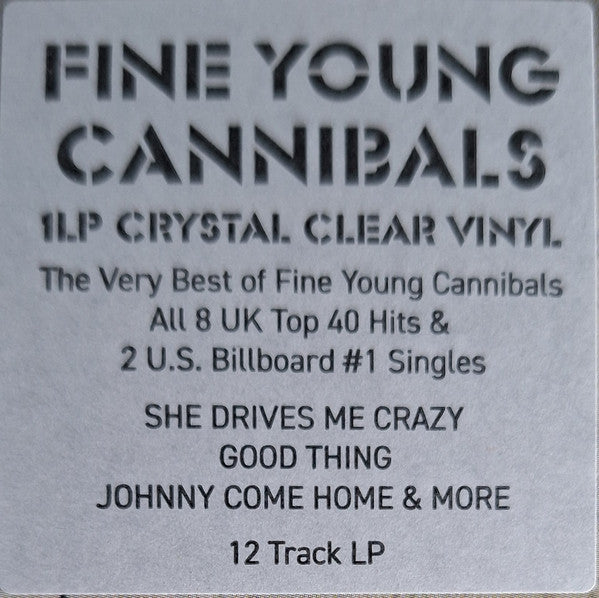 FINE YOUNG
CANNIBALS
1LP CRYSTAL CLEAR VINYL
The Very Best of Fine Young Cannibals
All 8 UK Top 40 Hits &
2 U.S. Billboard #1 Singles
SHE DRIVES ME CRAZY
GOOD THING
JOHNNY COME HOME & MORE
12 Track LP